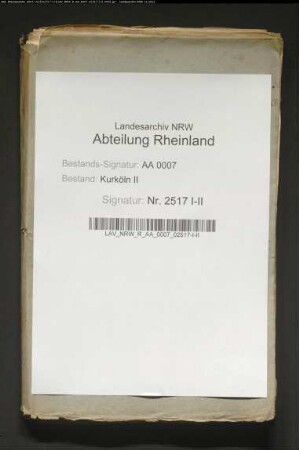 Landesarchiv NRW
Abteilung Rheinland
Bestands-Signatur: AA 0007
Bestand: Kurköln II
Signatur: Nr. 2517 I-II
LAV_NRW_R_AA_0007_02517-I-II